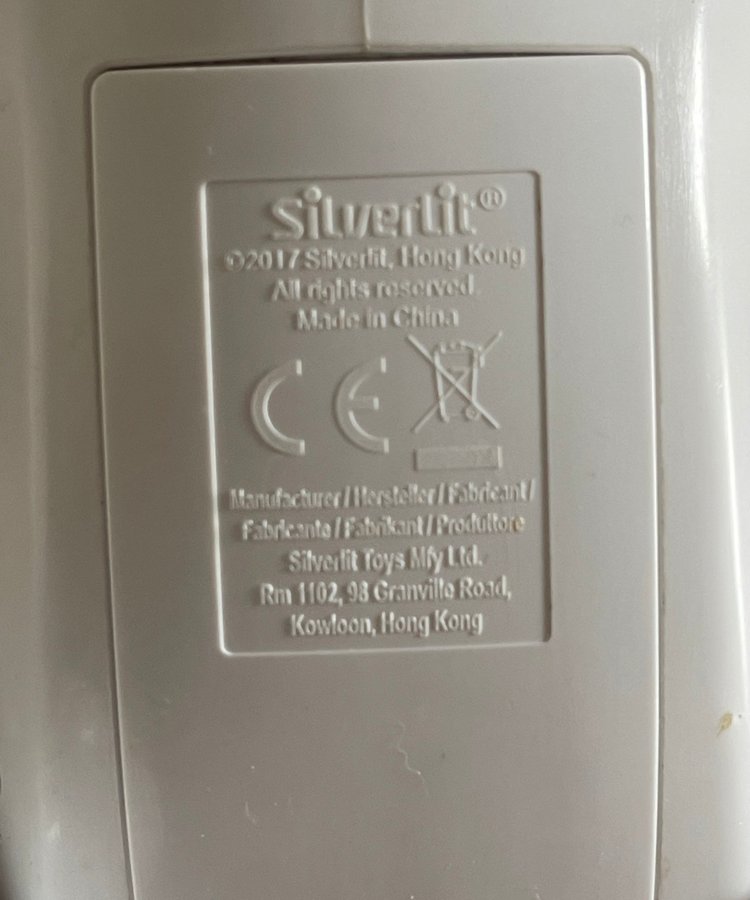 Silverlit®
©2017 Silverlit, Hong Kong
All rights reserved.
Made in China
CE
Manufacturer / Hersteller / Fabricant /
Fabricante / Fabrikant / Produttore
Silverlit Toys Mfy Ltd.
Rm 1102, 98 Granville Road,
Kowloon, Hong Kong